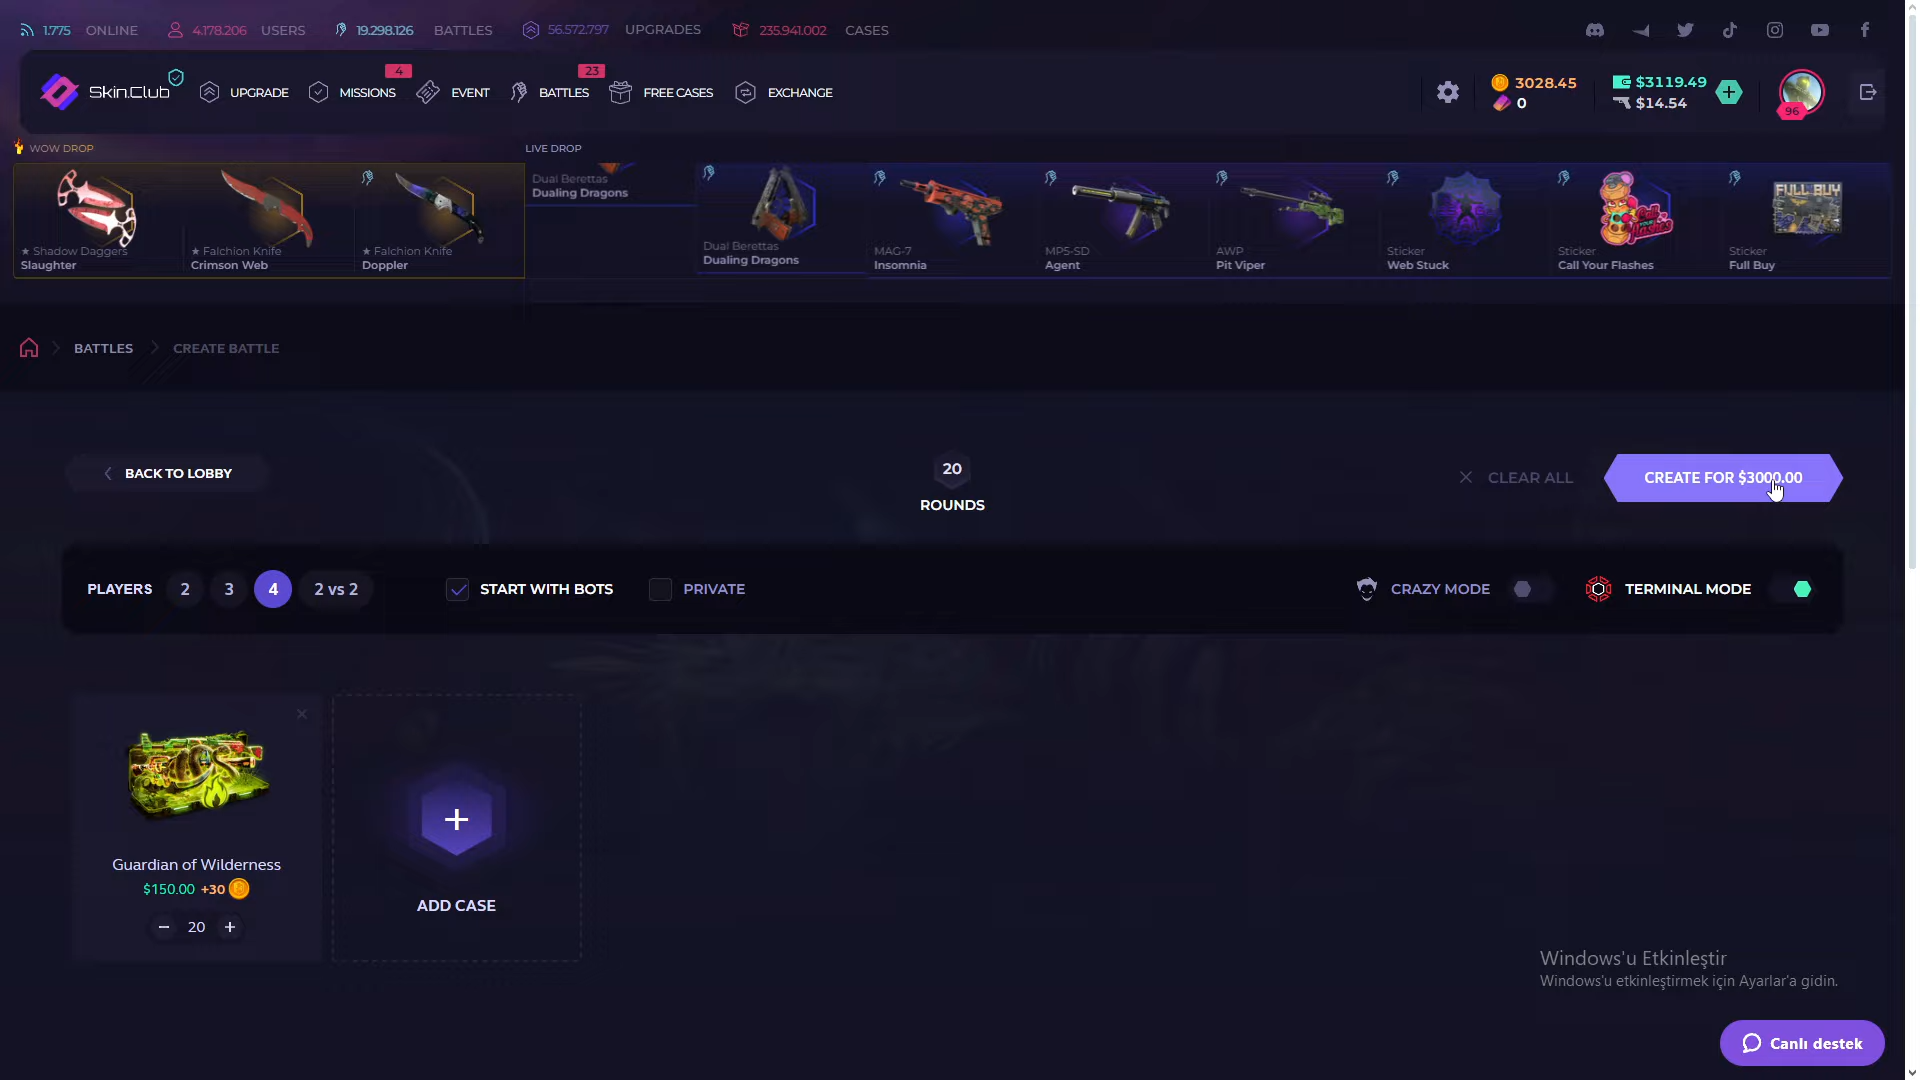 1.775 ONLINE 4.178.206 USERS 19.298.126 BATTLES 56.572.797 UPGRADES 235.941.002 CASES
Skin.Club UPGRADE MISSIONS 4 EVENT BATTLES 23 FREE CASES EXCHANGE
3028.45
0
$3119.49
$14.54
96
WOW DROP
LIVE DROP
★ Shadow Daggers
Slaughter
★ Falchion Knife
Crimson Web
★ Falchion Knife
Doppler
Dual Berettas
Dualing Dragons
Dual Berettas
Dualing Dragons
MAG-7
Insomnia
MP5-SD
Agent
AWP
Pit Viper
Sticker
Web Stuck
Sticker
Call Your Flashes
FULL BUY
Sticker
Full Buy
BATTLES CREATE BATTLE
BACK TO LOBBY
20
ROUNDS
CLEAR ALL
CREATE FOR $3000.00
PLAYERS 2 3 4 2 vs 2 START WITH BOTS PRIVATE CRAZY MODE TERMINAL MODE
Guardian of Wilderness
$150.00 +30
− 20 +
+
ADD CASE
Windows'u Etkinleştir
Windows'u etkinleştirmek için Ayarlar'a gidin.
Canlı destek